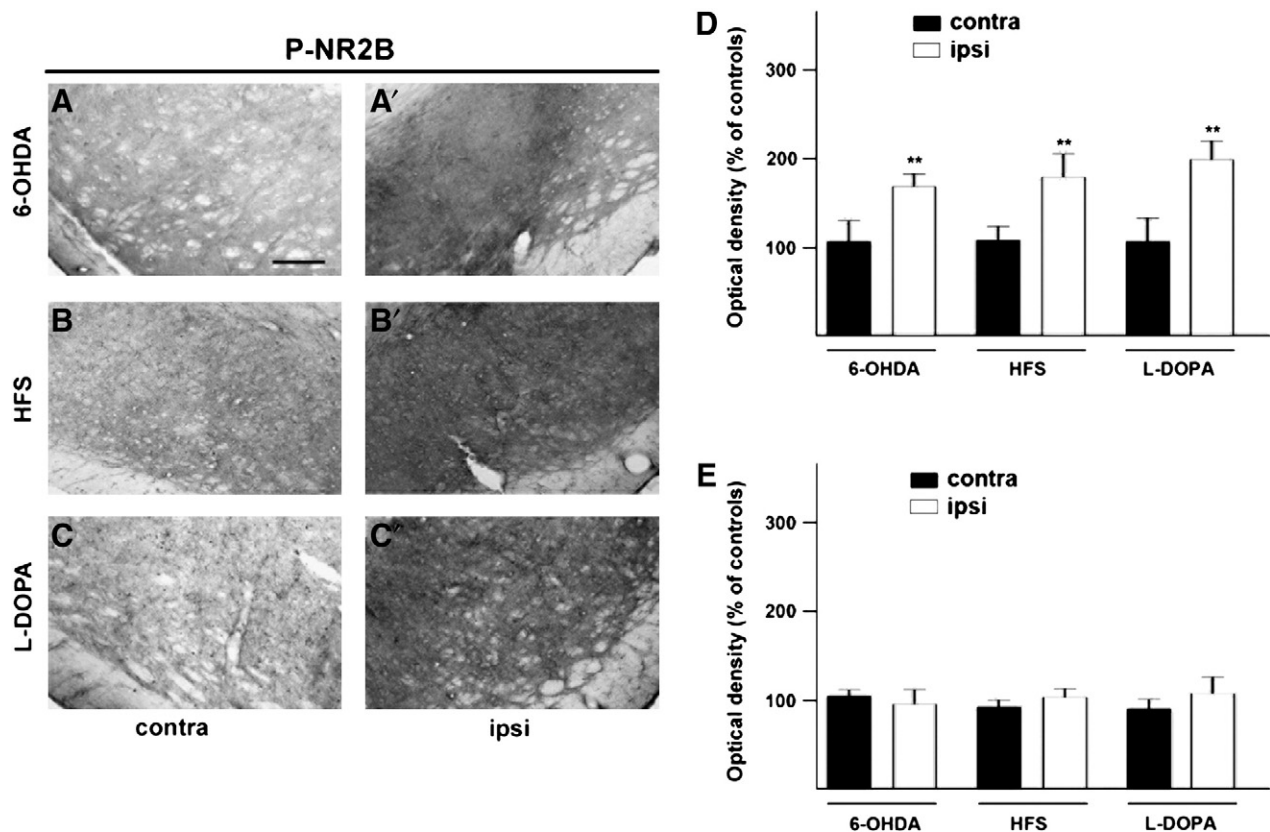 P-NR2B
A
A′
6-OHDA
B
B′
HFS
C
C″
L-DOPA
contra
ipsi
D
contra
ipsi
300
200
100
Optical density (% of controls)
**
**
**
6-OHDA
HFS
L-DOPA
E
contra
ipsi
300
200
100
Optical density (% of controls)
6-OHDA
HFS
L-DOPA